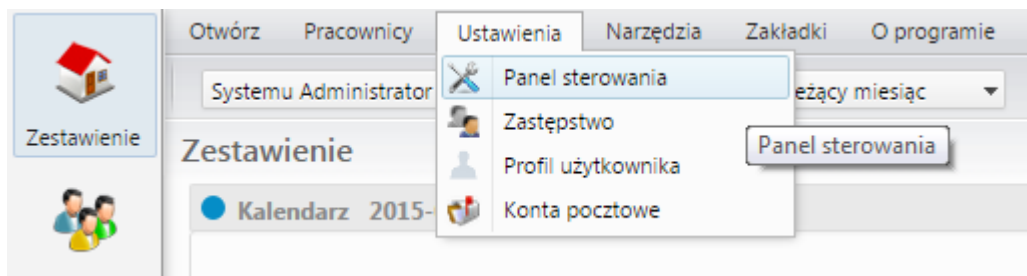 Otwórz Pracownicy Ustawienia Narzędzia Zakładki O programie
Systemu Administrator
Panel sterowania
miesiąc
Zastępstwo
Panel sterowania
Zestawienie
Zestawienie
Profil użytkownika
Kalendarz 2015-
Konta pocztowe